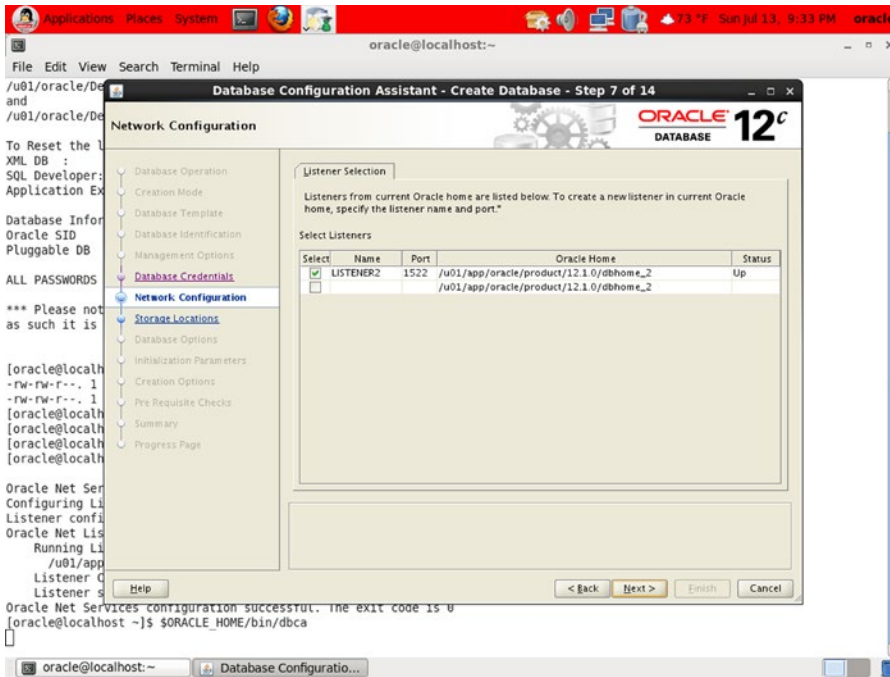 Applications Places System 73 °F Sun Jul 13, 9:33 PM oracle
oracle@localhost:~
File Edit View Search Terminal Help
/u01/oracle/De
and
/u01/oracle/De
To Reset the l
XML DB :
SQL Developer:
Application Ex
Database Infor
Oracle SID
Pluggable DB
ALL PASSWORDS
*** Please not
as such it is
[oracle@localh
-rw-rw-r--. 1
-rw-rw-r--. 1
[oracle@localh
[oracle@localh
[oracle@localh
[oracle@localh
Oracle Net Ser
Configuring Li
Listener confi
Oracle Net Lis
Running Li
/u01/app
Listener C
Listener s
Oracle Net Services configuration successful. The exit code is 0
[oracle@localhost ~]$ $ORACLE_HOME/bin/dbca
Database Configuration Assistant - Create Database - Step 7 of 14
Network Configuration
ORACLE DATABASE 12c
Database Operation
Creation Mode
Database Template
Database Identification
Management Options
Database Credentials
Network Configuration
Storage Locations
Database Options
Initialization Parameters
Creation Options
Pre Requisite Checks
Summary
Progress Page
Listener Selection
Listeners from current Oracle home are listed below. To create a new listener in current Oracle
home, specify the listener name and port."
Select Listeners
Select Name Port Oracle Home Status
LISTENER2 1522 /u01/app/oracle/product/12.1.0/dbhome_2 Up
/u01/app/oracle/product/12.1.0/dbhome_2
Help < Back Next > Finish Cancel
oracle@localhost:~ Database Configuratio...